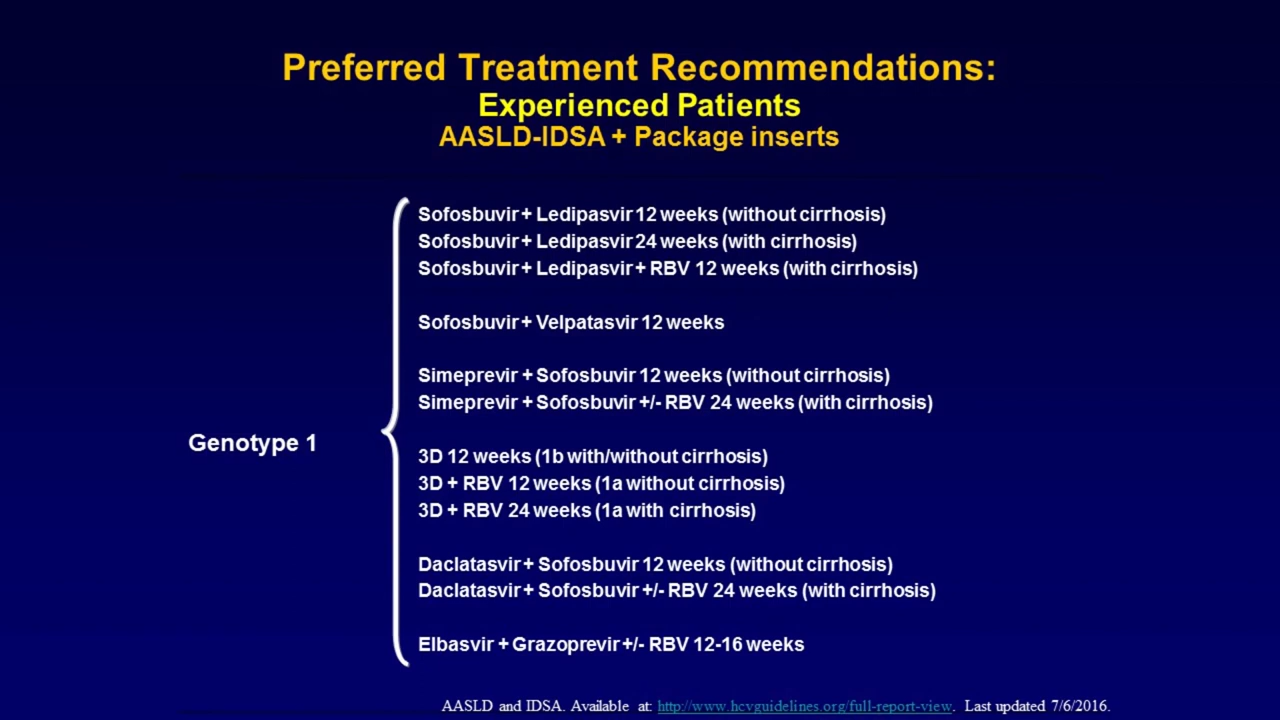 Preferred Treatment Recommendations:
Experienced Patients
AASLD-IDSA + Package inserts
Sofosbuvir + Ledipasvir 12 weeks (without cirrhosis)
Sofosbuvir + Ledipasvir 24 weeks (with cirrhosis)
Sofosbuvir + Ledipasvir + RBV 12 weeks (with cirrhosis)
Sofosbuvir + Velpatasvir 12 weeks
Simeprevir + Sofosbuvir 12 weeks (without cirrhosis)
Simeprevir + Sofosbuvir +/- RBV 24 weeks (with cirrhosis)
Genotype 1
3D 12 weeks (1b with/without cirrhosis)
3D + RBV 12 weeks (1a without cirrhosis)
3D + RBV 24 weeks (1a with cirrhosis)
Daclatasvir + Sofosbuvir 12 weeks (without cirrhosis)
Daclatasvir + Sofosbuvir +/- RBV 24 weeks (with cirrhosis)
Elbasvir + Grazoprevir +/- RBV 12-16 weeks
AASLD and IDSA. Available at: http://www.hcvguidelines.org/full-report-view. Last updated 7/6/2016.